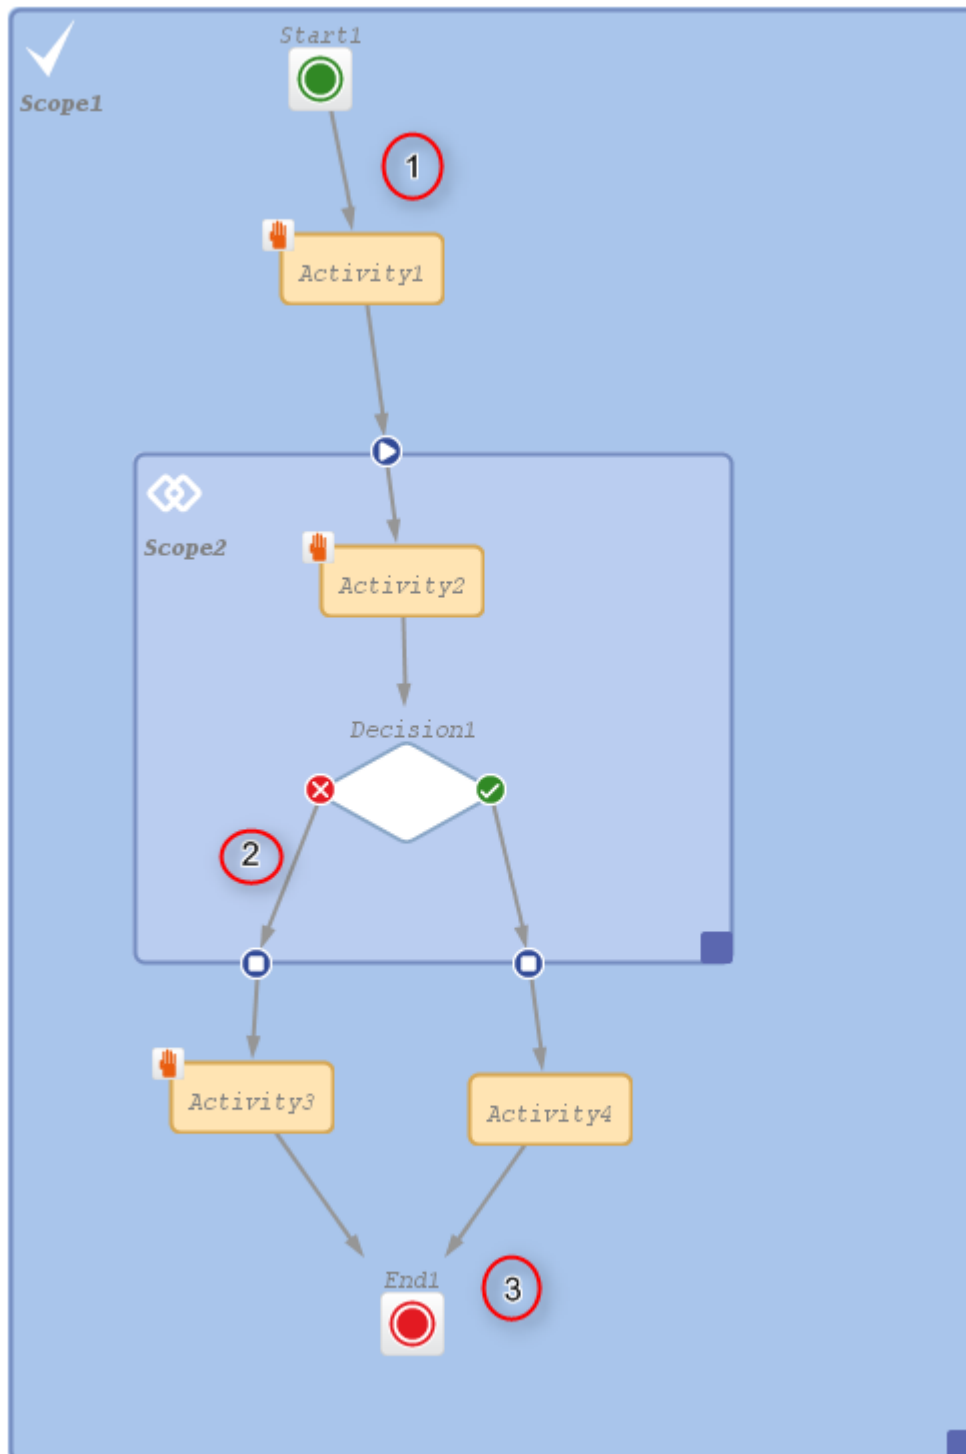 Start1
Scope1
1
Activity1
Scope2
Activity2
Decision1
2
Activity3
Activity4
End1
3